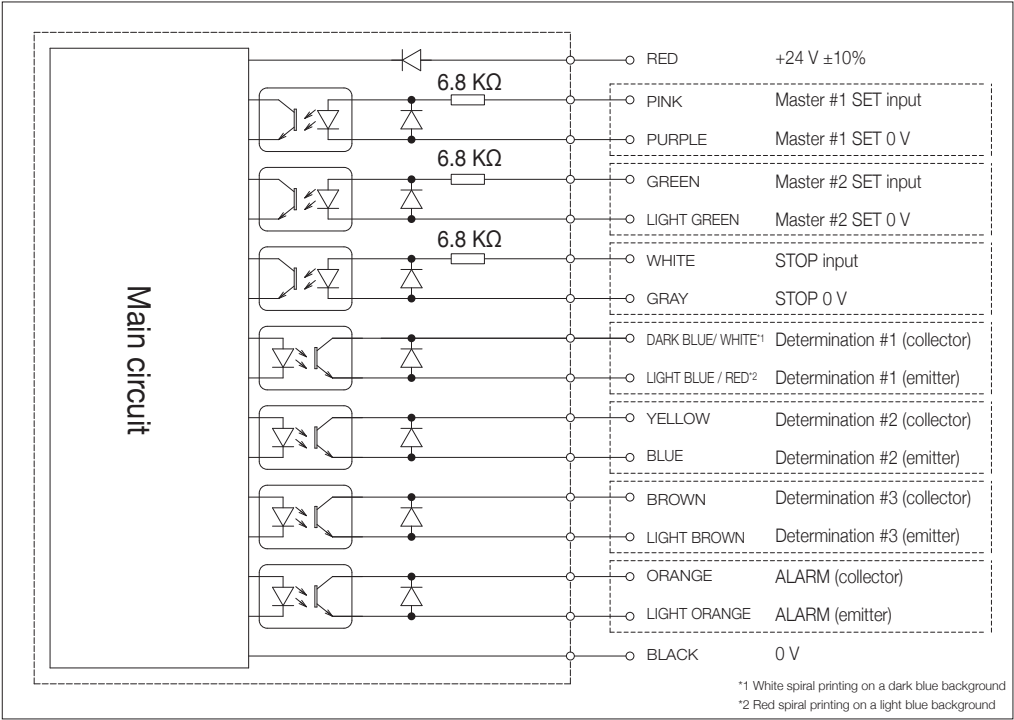 RED +24 V ±10%
6.8 KΩ
PINK Master #1 SET input
PURPLE Master #1 SET 0 V
6.8 KΩ
GREEN Master #2 SET input
LIGHT GREEN Master #2 SET 0 V
6.8 KΩ
WHITE STOP input
GRAY STOP 0 V
Main circuit
DARK BLUE/ WHITE*1 Determination #1 (collector)
LIGHT BLUE / RED*2 Determination #1 (emitter)
YELLOW Determination #2 (collector)
BLUE Determination #2 (emitter)
BROWN Determination #3 (collector)
LIGHT BROWN Determination #3 (emitter)
ORANGE ALARM (collector)
LIGHT ORANGE ALARM (emitter)
BLACK 0 V
*1 White spiral printing on a dark blue background
*2 Red spiral printing on a light blue background